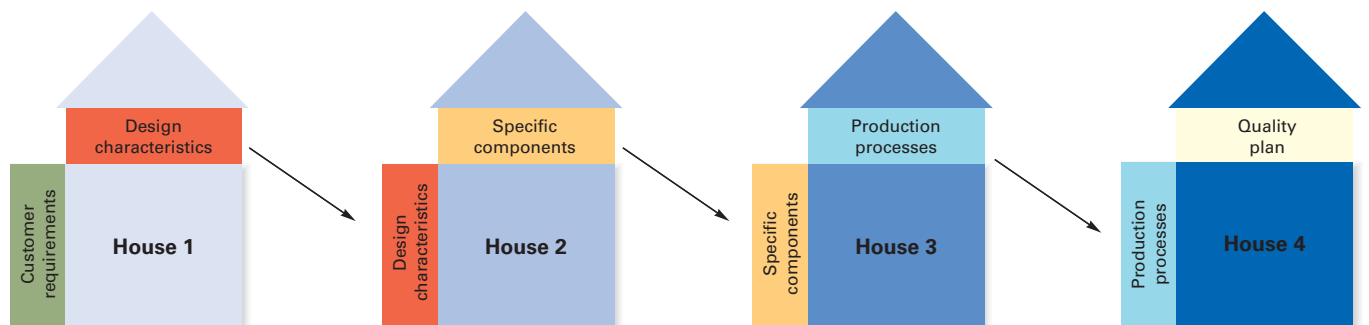 Design
characteristics
Customer
requirements
House 1
Specific
components
Design
characteristics
House 2
Production
processes
Specific
components
House 3
Quality
plan
Production
processes
House 4